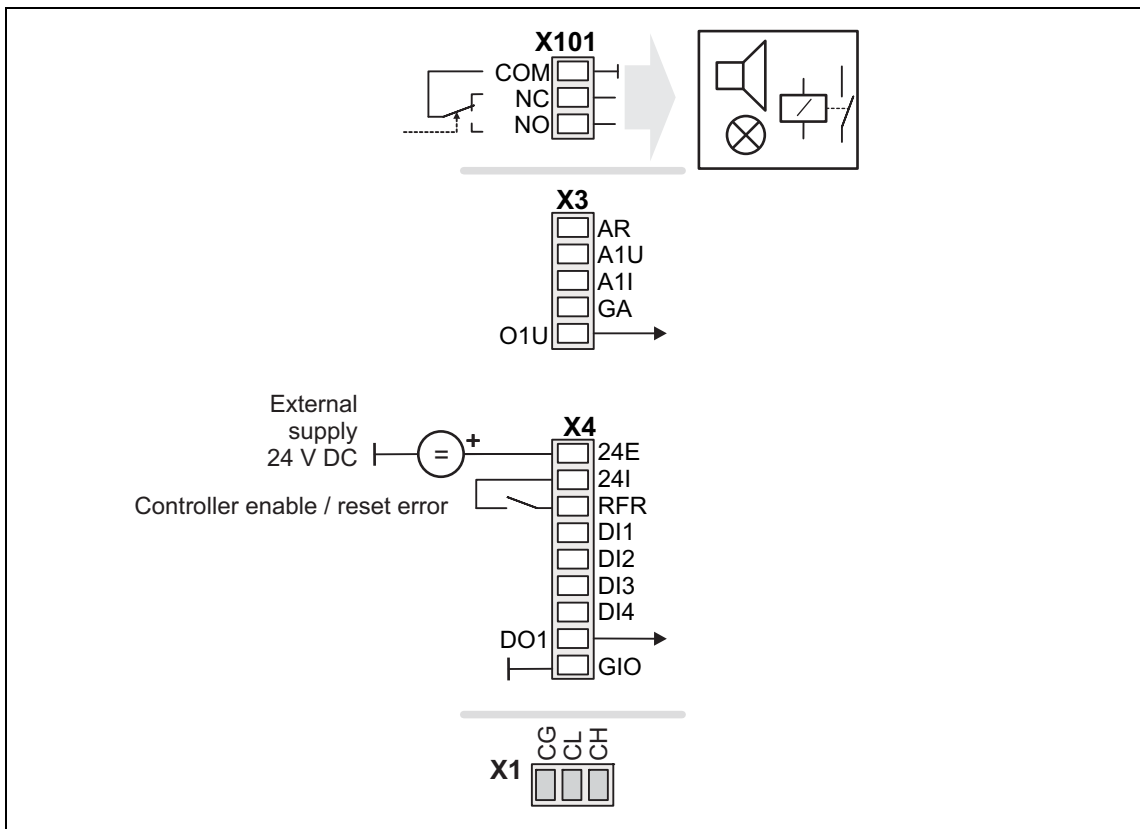 X101
COM
NC
NO
X3
AR
A1U
A1I
GA
O1U
External
supply
24 V DC
=
+
X4
24E
24I
RFR
Controller enable / reset error
DI1
DI2
DI3
DI4
DO1
GIO
X1
CG
CL
CH